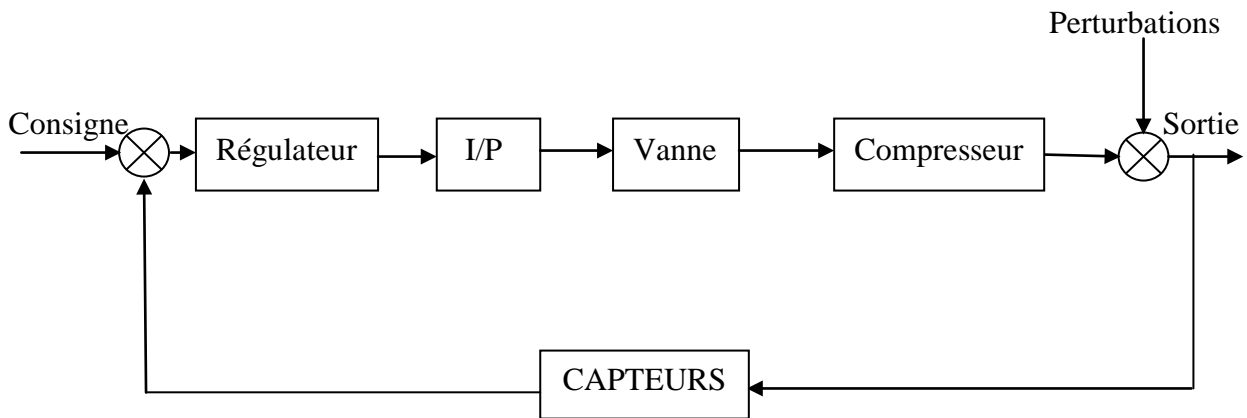 Perturbations
Consigne
Régulateur
I/P
Vanne
Compresseur
Sortie
CAPTEURS